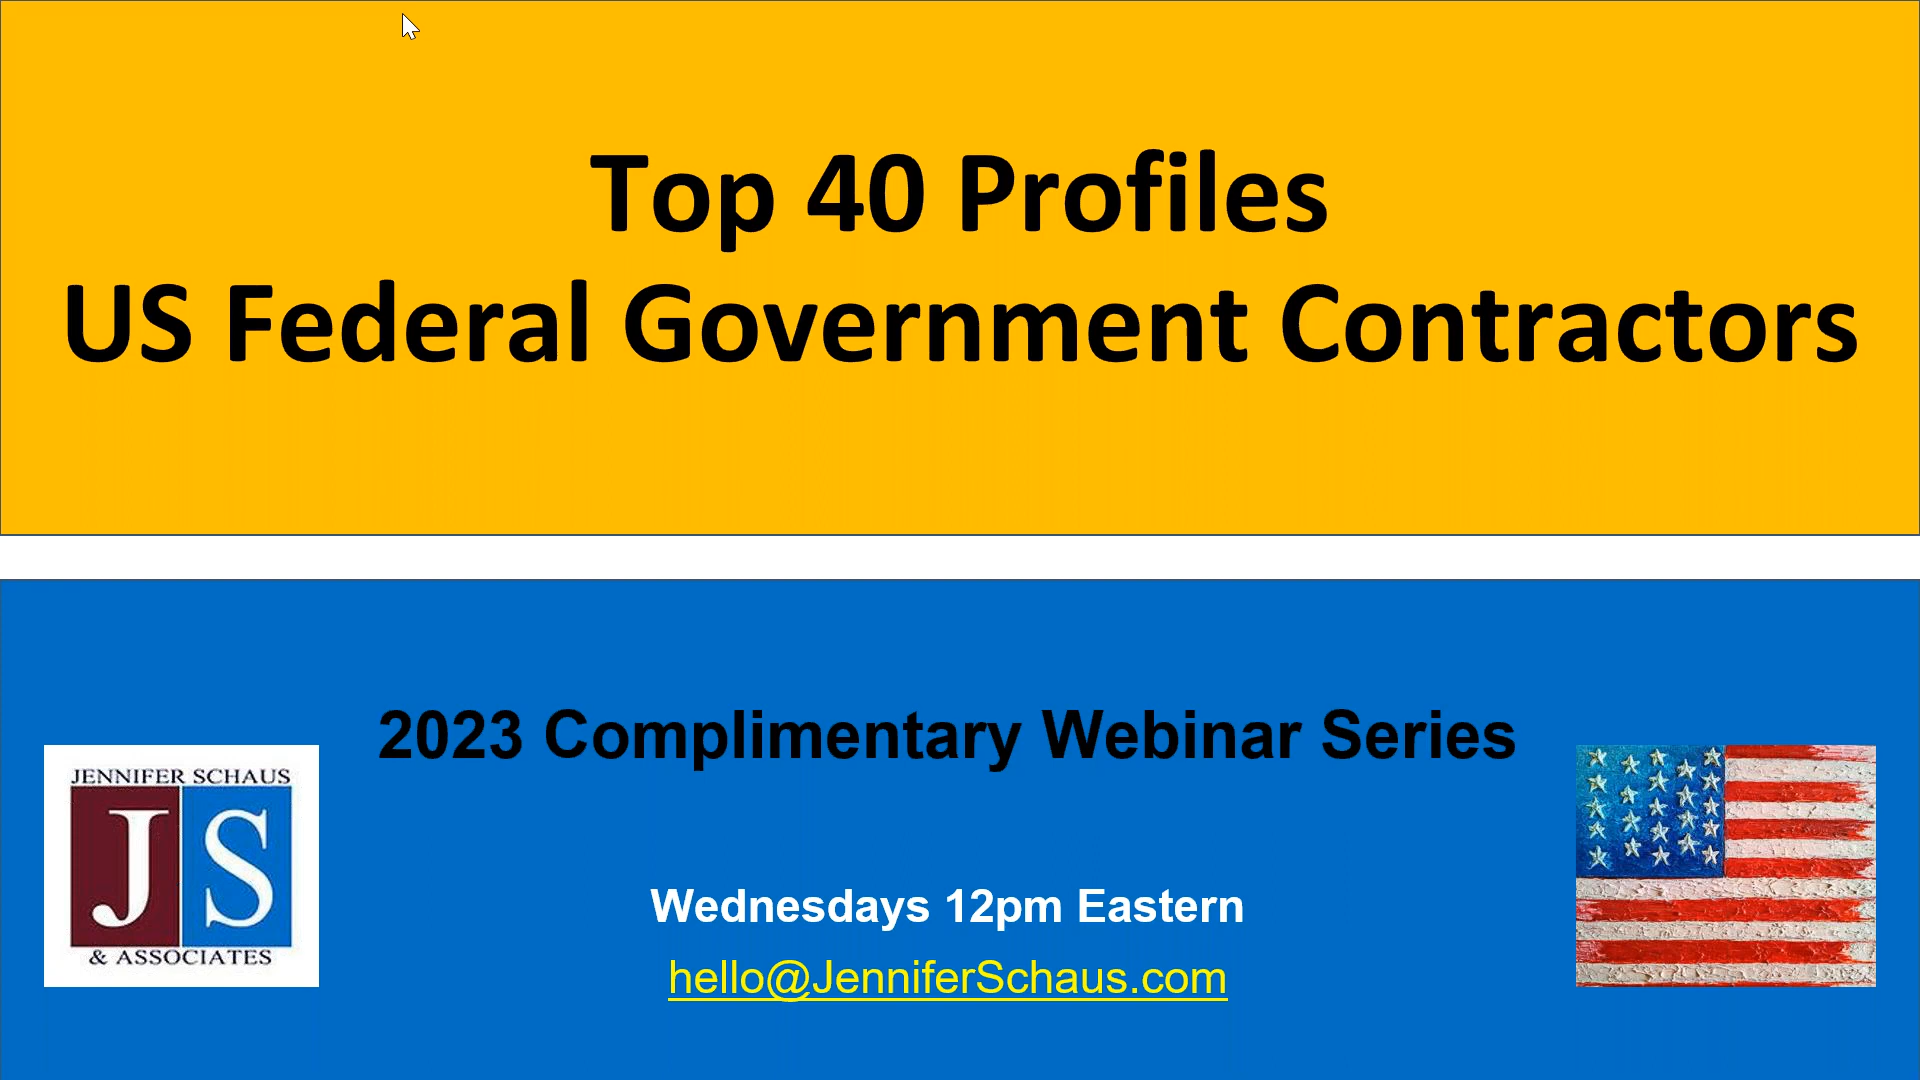 Top 40 Profiles
US Federal Government Contractors
2023 Complimentary Webinar Series
JENNIFER SCHAUS
JS
& ASSOCIATES
Wednesdays 12pm Eastern
hello@JenniferSchaus.com